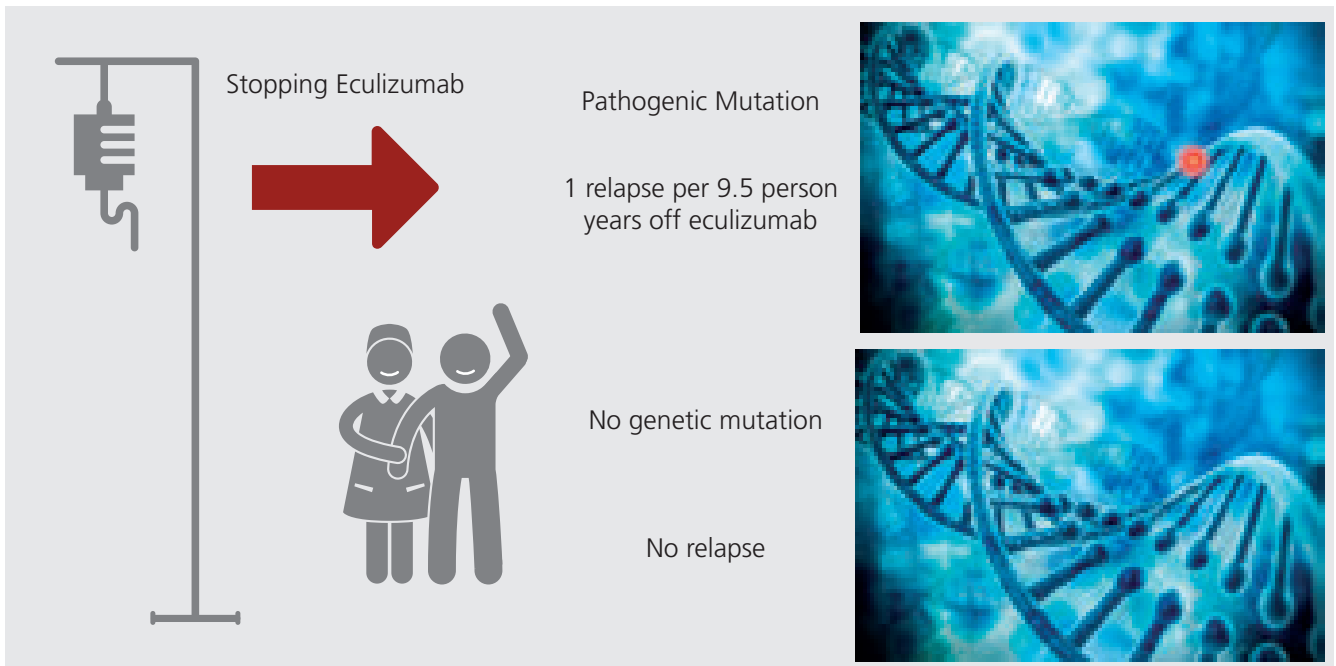 Stopping Eculizumab
Pathogenic Mutation
1 relapse per 9.5 person
years off eculizumab
No genetic mutation
No relapse